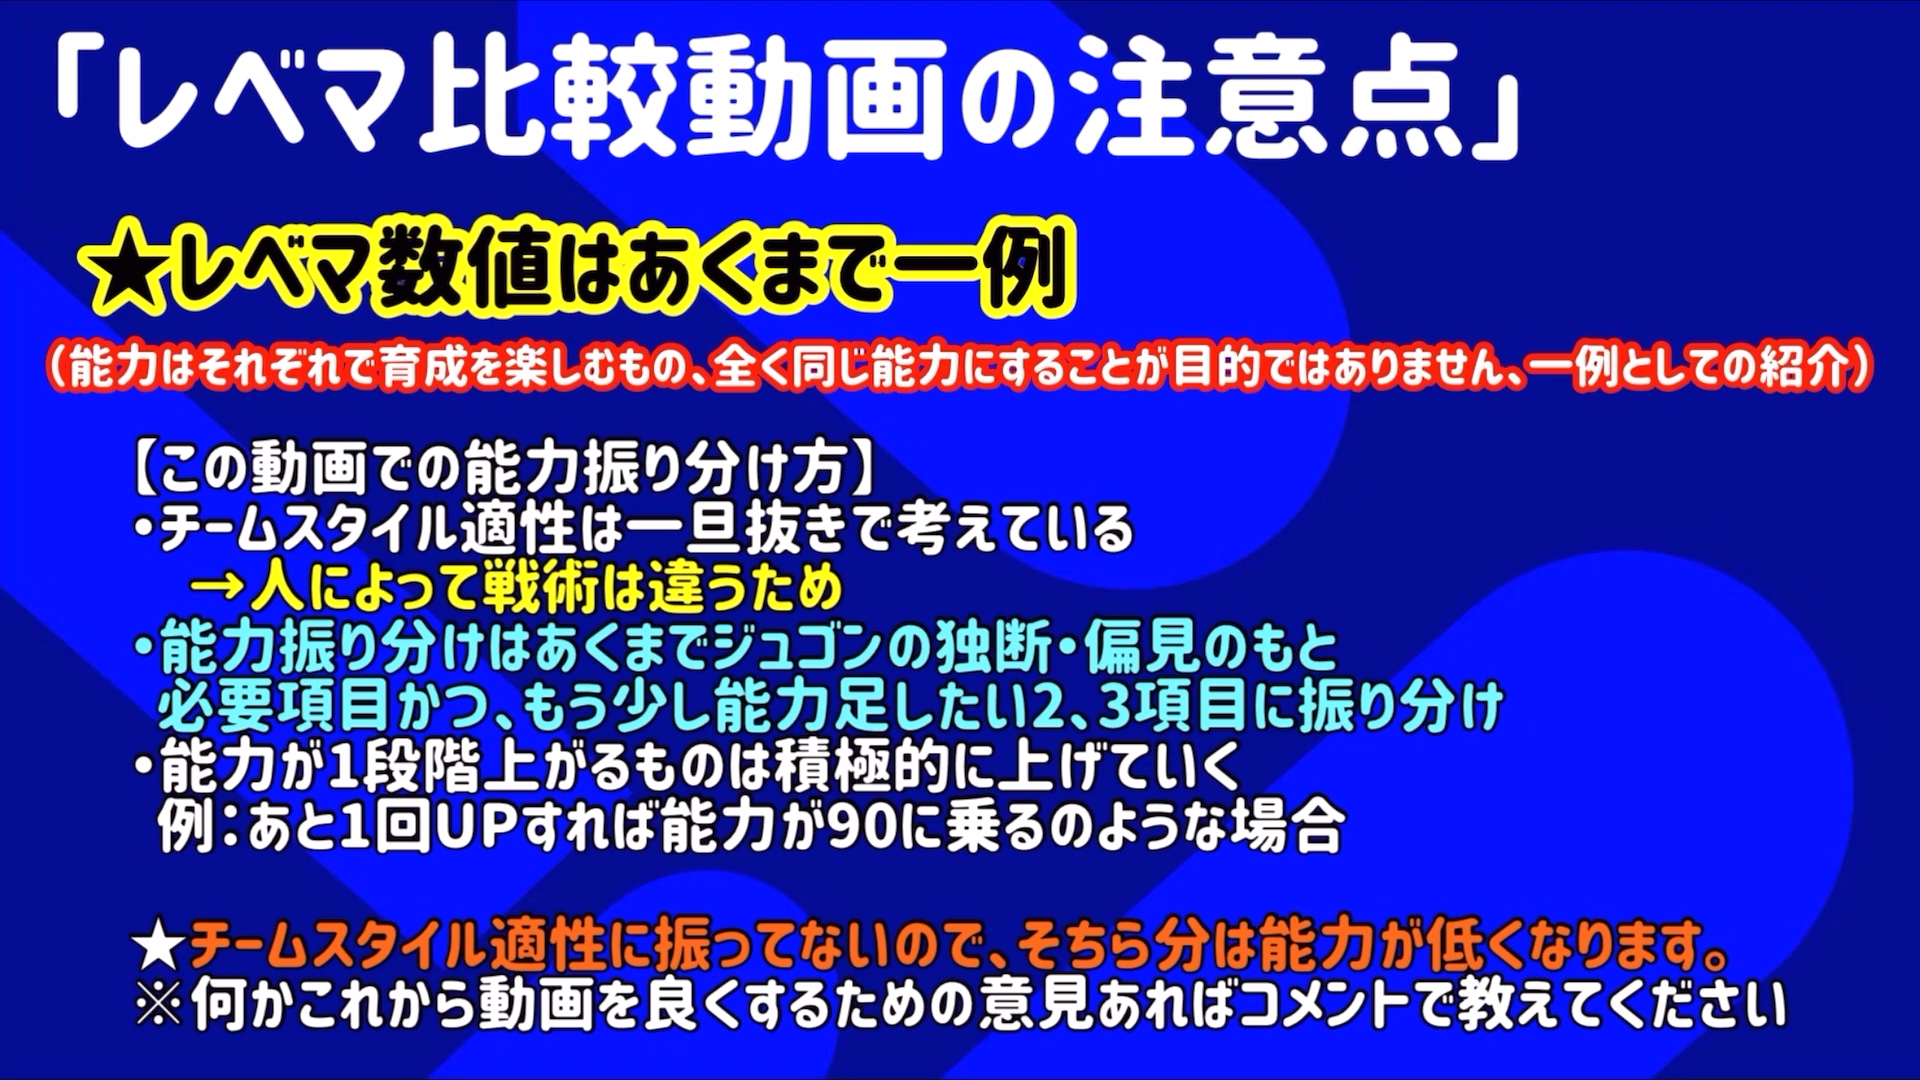 「レベマ比較動画の注意点」
★レベマ数値はあくまで一例
（能力はそれぞれで育成を楽しむもの、全く同じ能力にすることが目的ではありません、一例としての紹介）
【この動画での能力振り分け方】
・チームスタイル適性は一旦抜きで考えている
→人によって戦術は違うため
・能力振り分けはあくまでジュゴンの独断・偏見のもと
必要項目かつ、もう少し能力足したい2、3項目に振り分け
・能力が1段階上がるものは積極的に上げていく
例：あと1回UPすれば能力が90に乗るのような場合
★チームスタイル適性に振ってないので、そちら分は能力が低くなります。
※何かこれから動画を良くするための意見あればコメントで教えてください